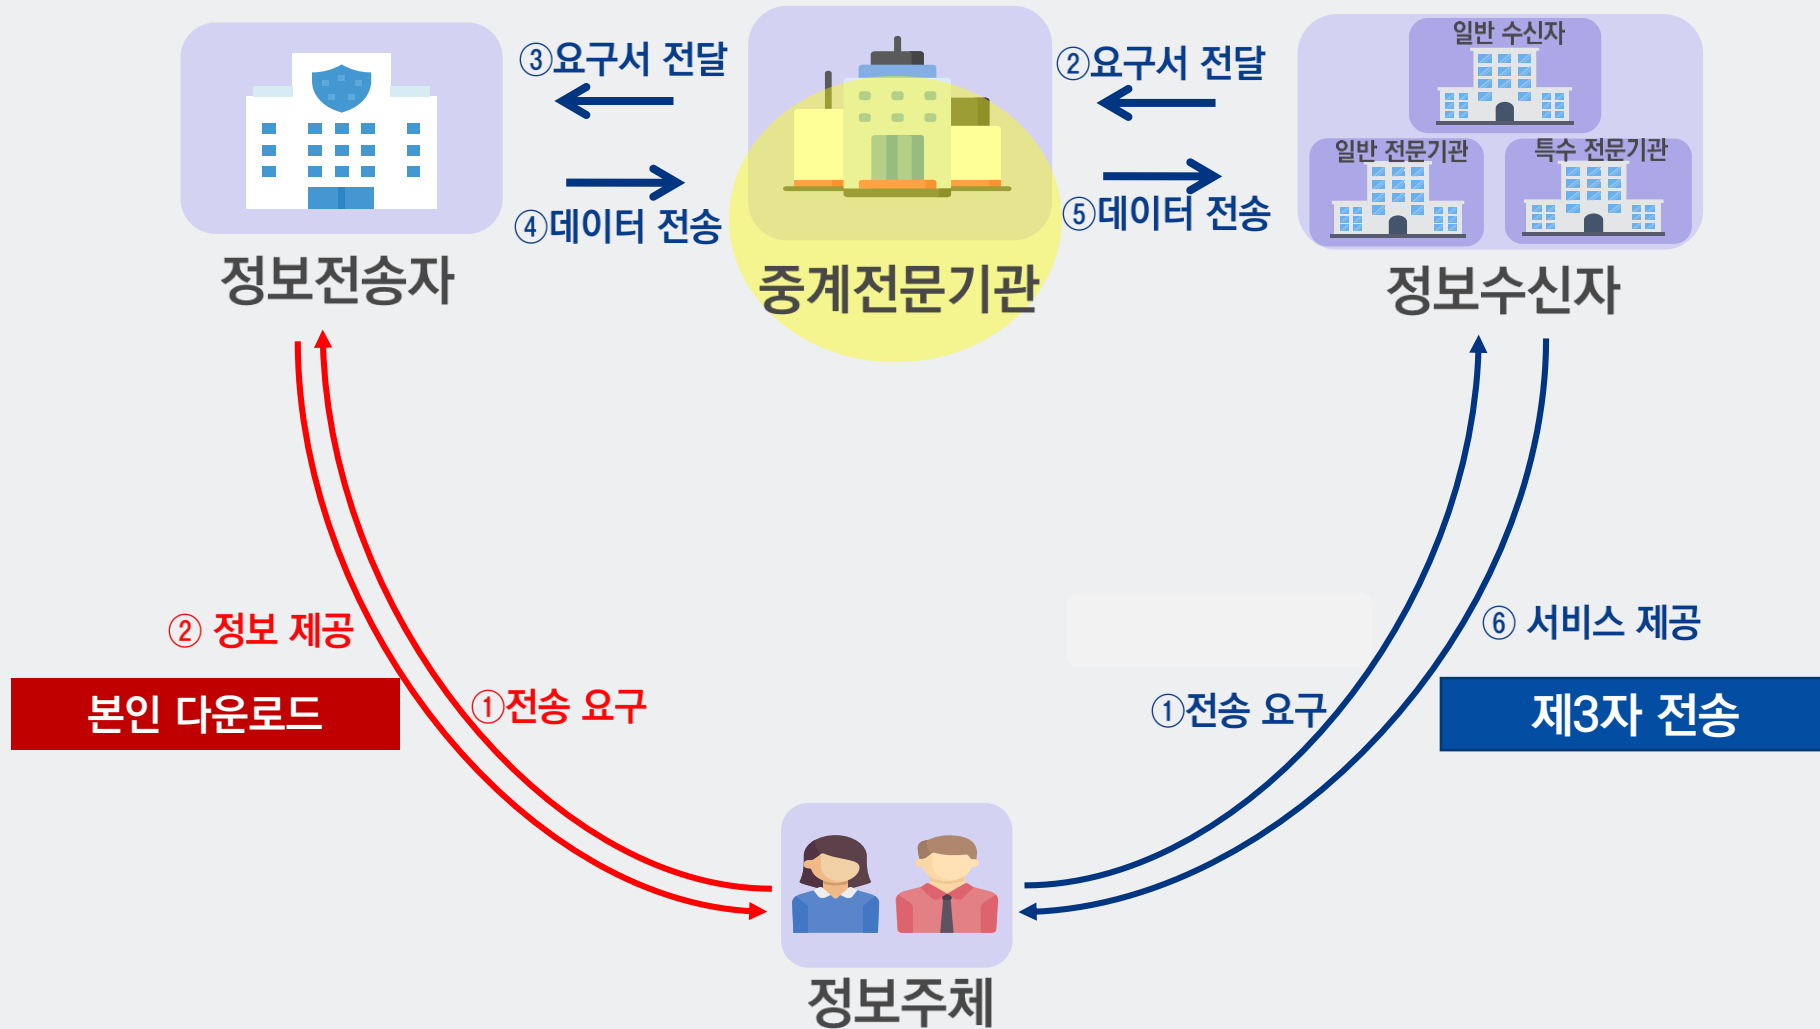 일반 수신자
③요구서 전달
②요구서 전달
일반 전문기관
특수 전문기관
④데이터 전송
⑤데이터 전송
정보전송자
중계전문기관
정보수신자
② 정보 제공
⑥ 서비스 제공
본인 다운로드
①전송 요구
①전송 요구
제3자 전송
정보주체